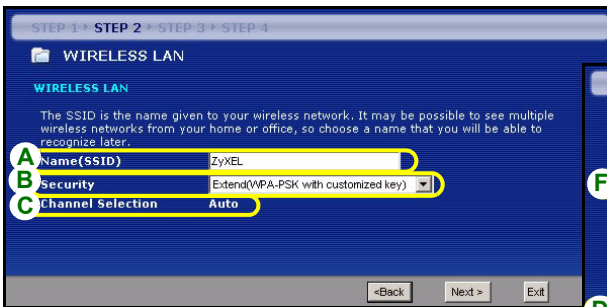 STEP 1 › STEP 2 › STEP 3 › STEP 4
WIRELESS LAN
WIRELESS LAN
The SSID is the name given to your wireless network. It may be possible to see multiple
wireless networks from your home or office, so choose a name that you will be able to
recognize later.
A Name(SSID) ZyXEL
B Security Extend(WPA-PSK with customized key)
F
C Channel Selection Auto
<Back Next > Exit